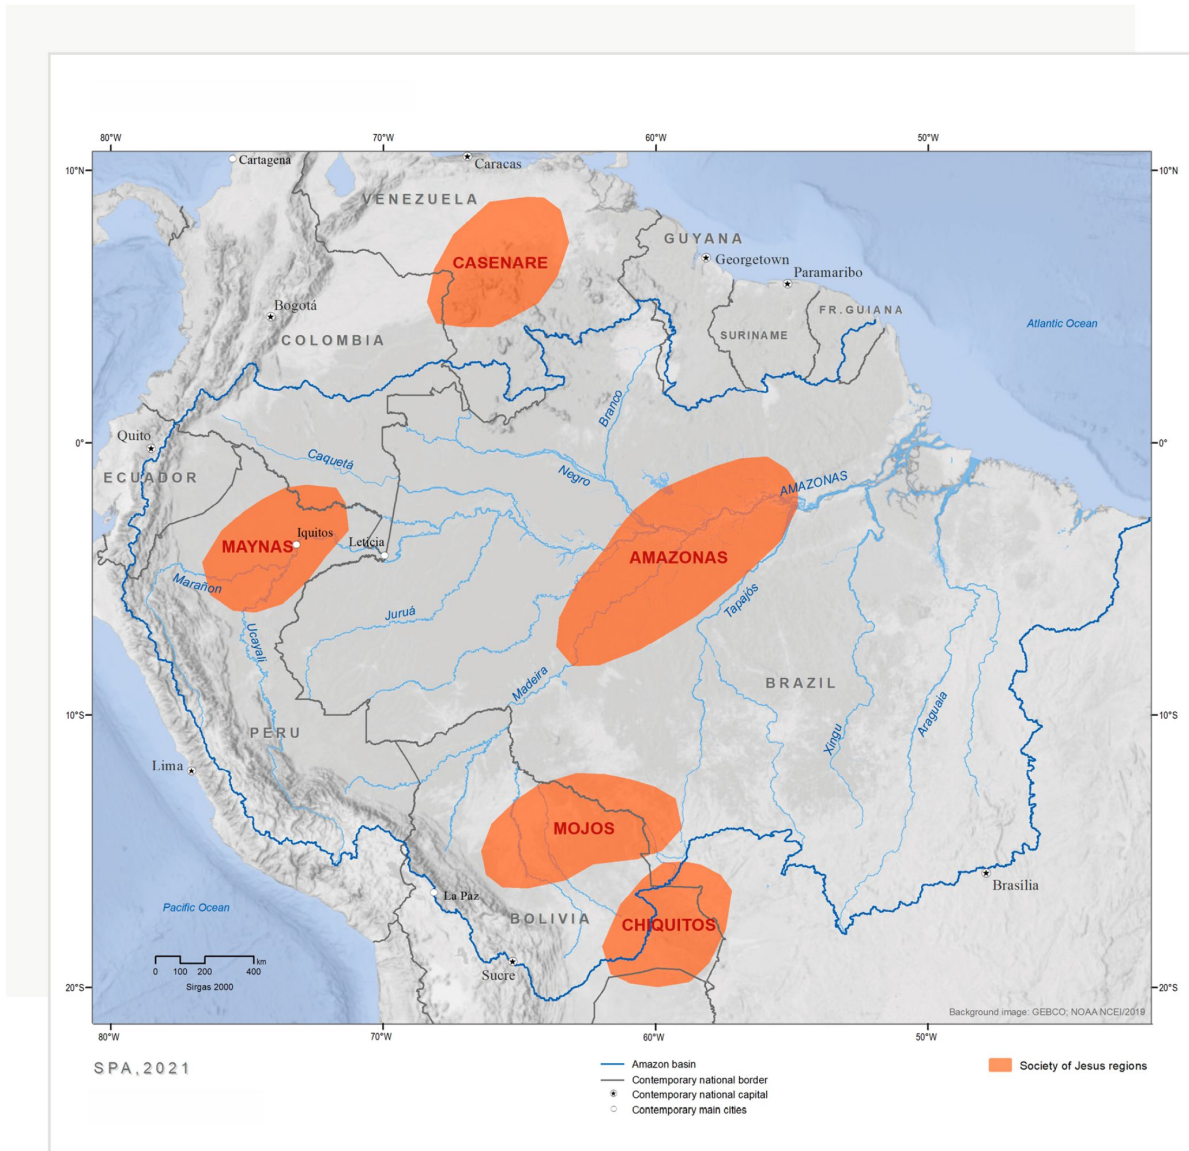 80°W
70°W
60°W
50°W
10°N
10°N
Cartagena
Caracas
VENEZUELA
GUYANA
Georgetown
CASENARE
Paramaribo
Bogotá
FR.GUIANA
Atlantic Ocean
SURINAME
COLOMBIA
Branco
Quito
0°
0°
Caquetá
Negro
ECUADOR
AMAZONAS
Iquitos
Letícia
MAYNAS
AMAZONAS
Marañon
Tapajós
Juruá
Ucayali
Madeira
BRAZIL
Araguaia
10°S
10°S
PERU
Xingu
Lima
MOJOS
Brasília
La Paz
Pacific Ocean
BOLIVIA
CHIQUITOS
0 100 200 400 km
Sucre
Sirgas 2000
20°S
20°S
Background image: GEBCO; NOAA NCEI/2019
80°W
70°W
60°W
50°W
SPA,2021
Amazon basin
Contemporary national border
Contemporary national capital
Contemporary main cities
Society of Jesus regions